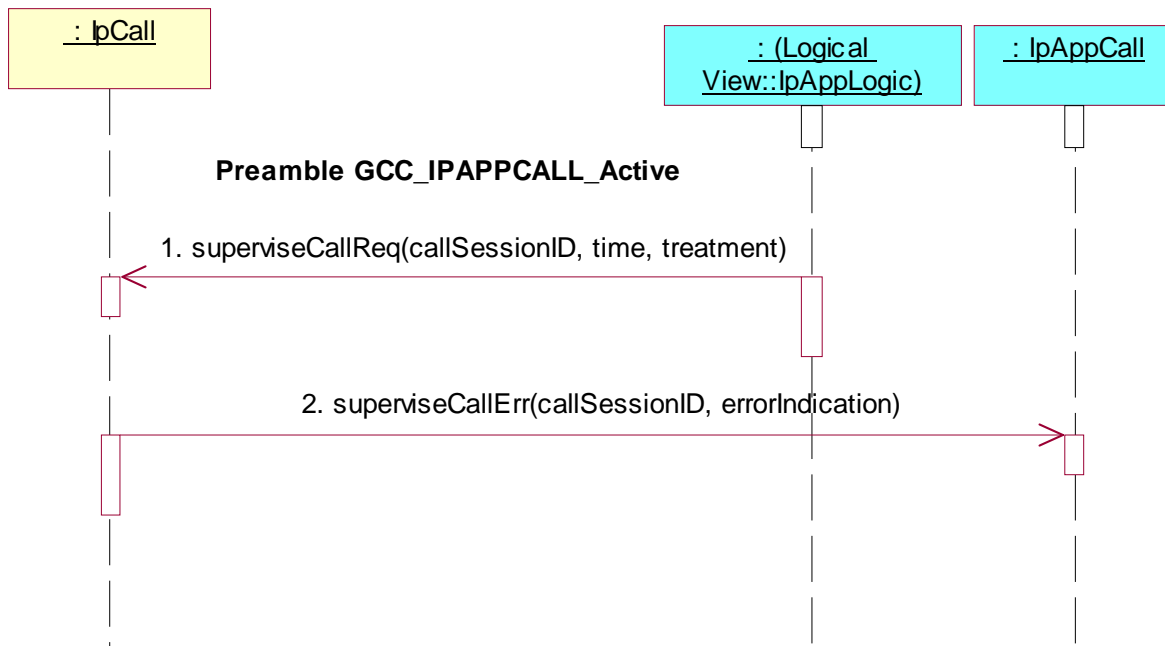 : IpCall
: (Logical
View::IpAppLogic)
: IpAppCall
Preamble GCC_IPAPPCALL_Active
1. superviseCallReq(callSessionID, time, treatment)
2. superviseCallErr(callSessionID, errorIndication)